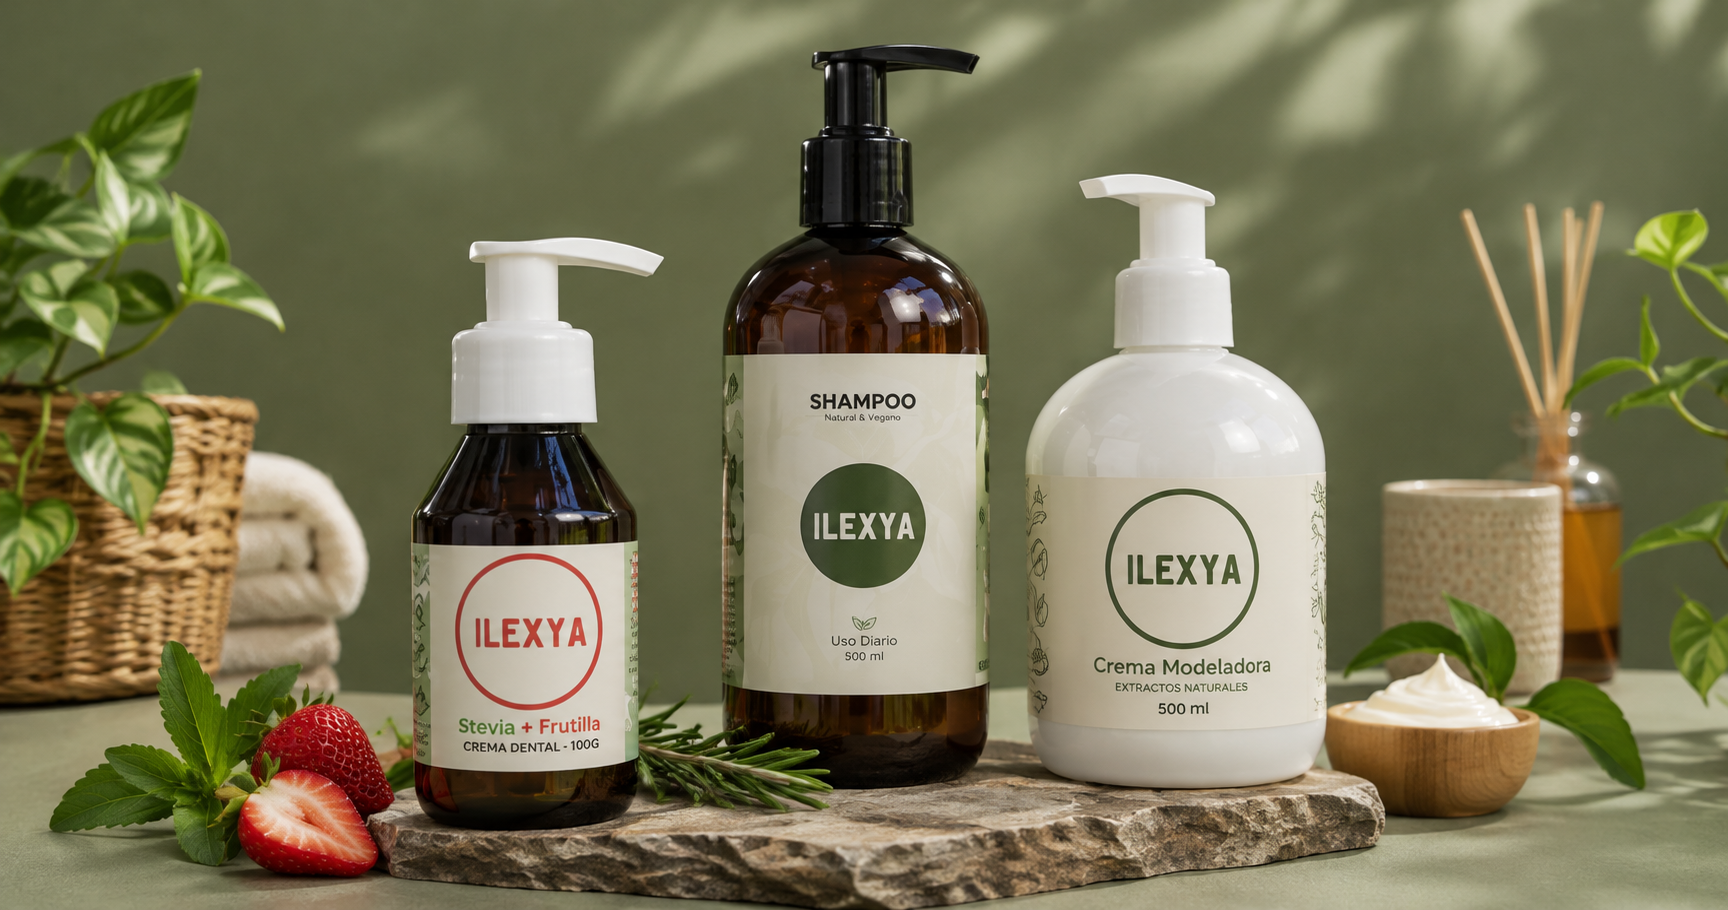 ILEXYA
Stevia + Frutilla
CREMA DENTAL - 100G
SHAMPOO
Natural & Vegano
ILEXYA
Uso Diario
500 ml
ILEXYA
Crema Modeladora
EXTRACTOS NATURALES
500 ml